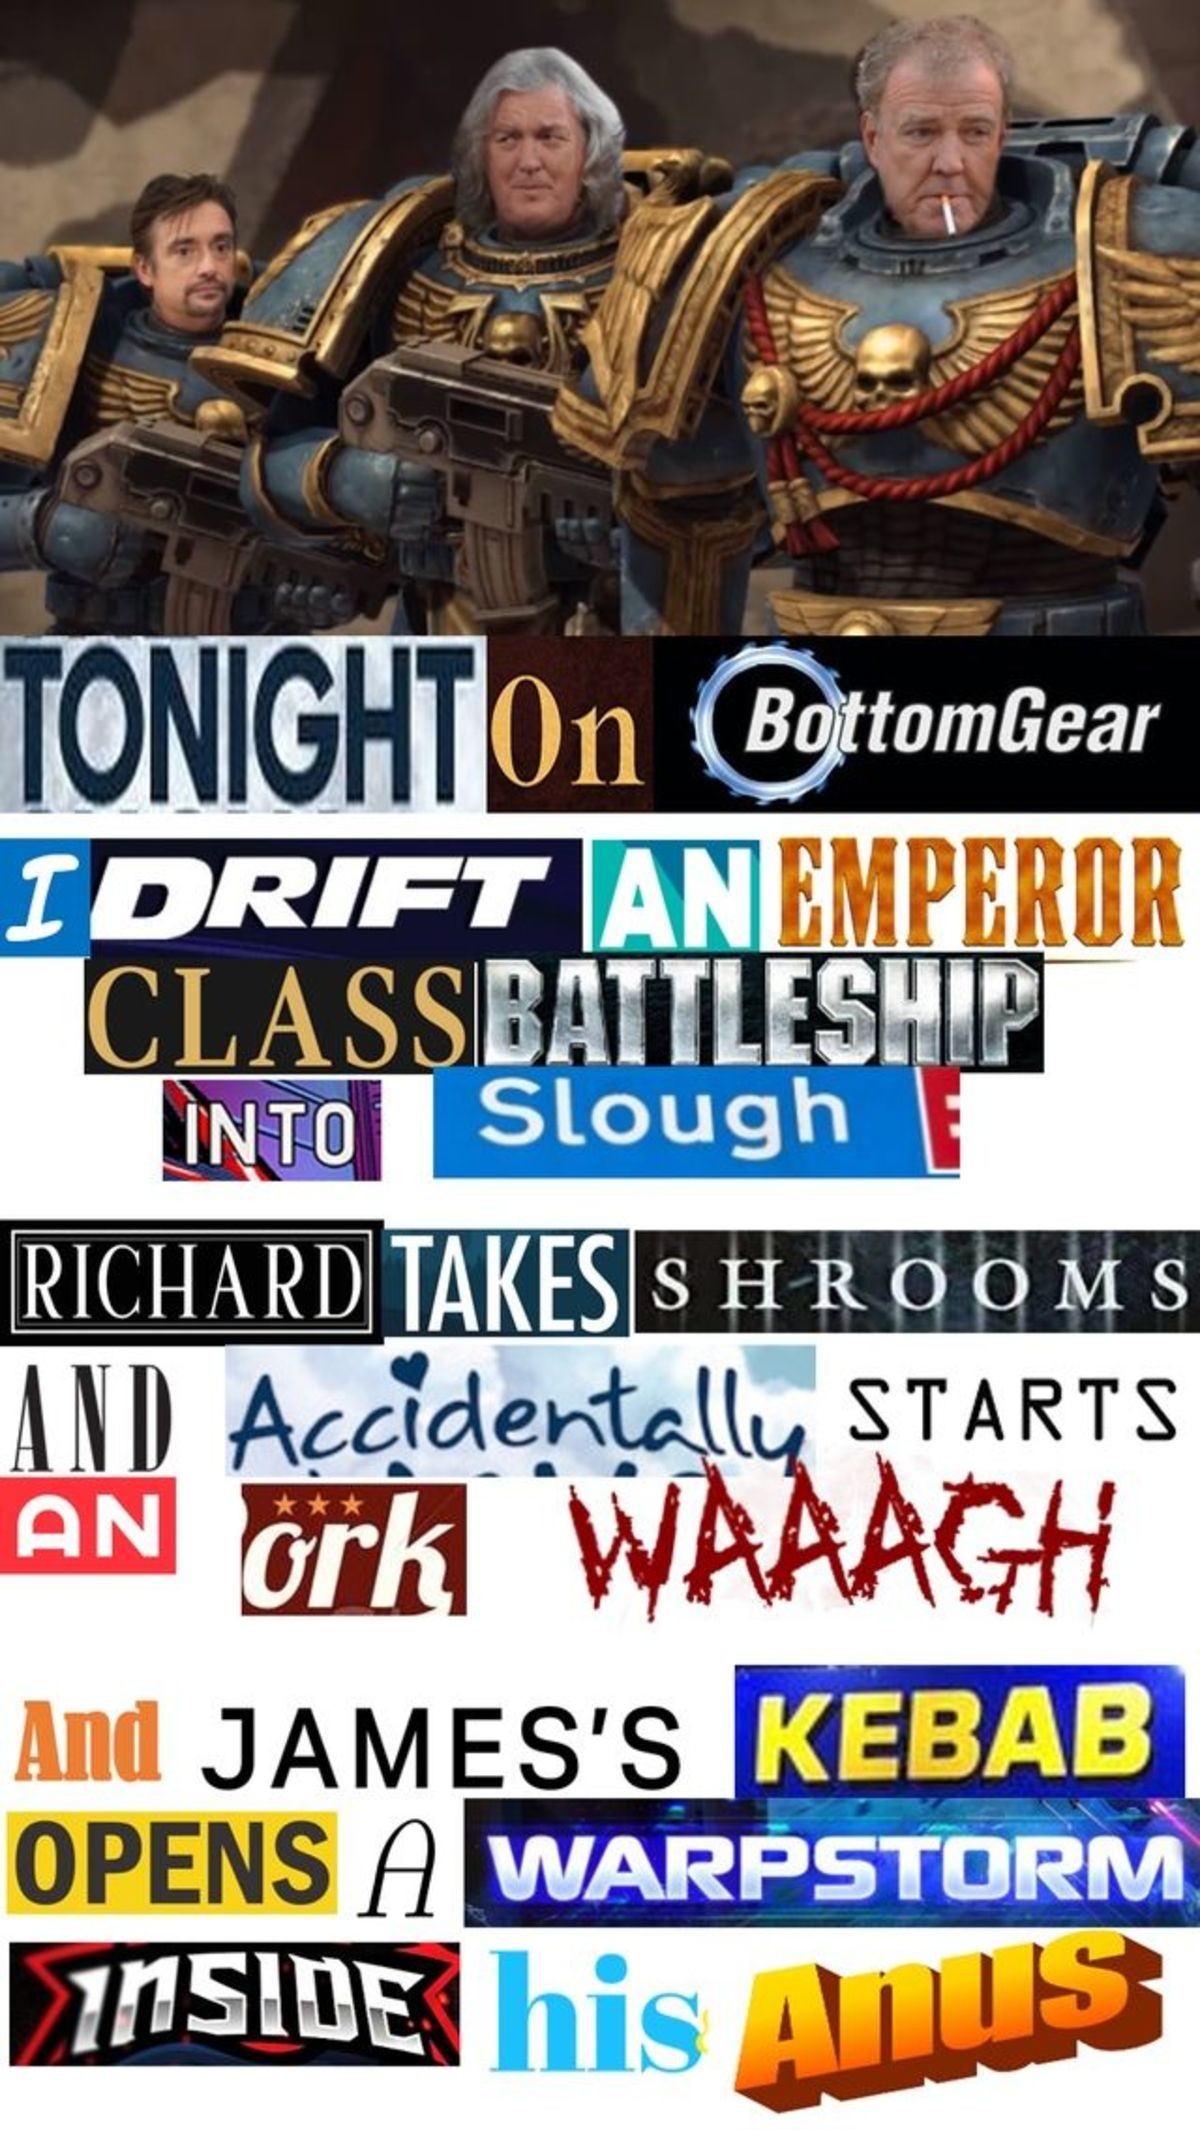 TONIGHT On BottomGear
I DRIFT AN EMPEROR
CLASS BATTLESHIP
INTO Slough
RICHARD TAKES SHROOMS
AND Accidentally STARTS
AN ork WAAAGH
And JAMES'S KEBAB
OPENS A WARPSTORM
INSIDE his Anus